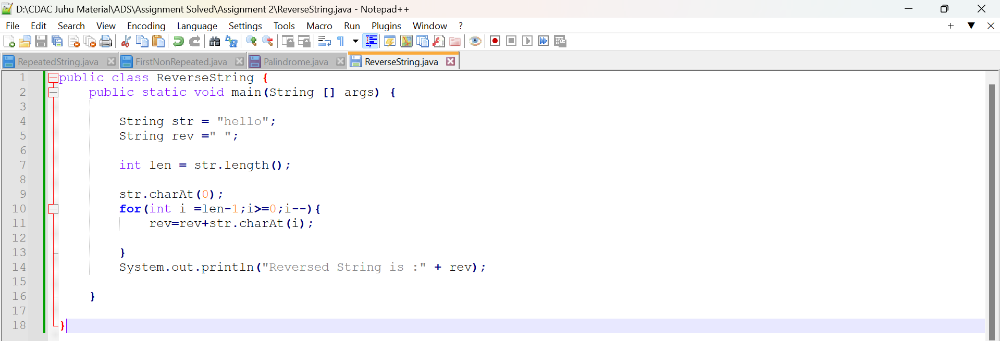 D:\CDAC Juhu Material\ADS\Assignment Solved\Assignment 2\ReverseString.java - Notepad++
File Edit Search View Encoding Language Settings Tools Macro Run Plugins Window ?
RepeatedString.java FirstNonRepeated.java Palindrome.java ReverseString.java
1 public class ReverseString {
2 public static void main(String [] args) {
3
4 String str = "hello";
5 String rev =" ";
6
7 int len = str.length();
8
9 str.charAt(0);
10 for(int i =len-1;i>=0;i--){
11 rev=rev+str.charAt(i);
12
13 }
14 System.out.println("Reversed String is :" + rev);
15
16 }
17
18 }